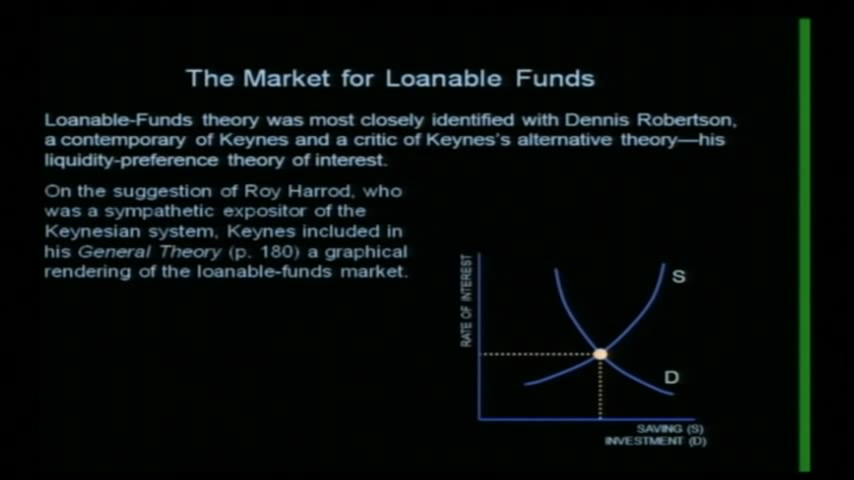 The Market for Loanable Funds
Loanable-Funds theory was most closely identified with Dennis Robertson,
a contemporary of Keynes and a critic of Keynes's alternative theory—his
liquidity-preference theory of interest.
On the suggestion of Roy Harrod, who
was a sympathetic expositor of the
Keynesian system, Keynes included in
his General Theory (p. 180) a graphical
rendering of the loanable-funds market.
RATE OF INTEREST
S
D
SAVING (S)
INVESTMENT (D)